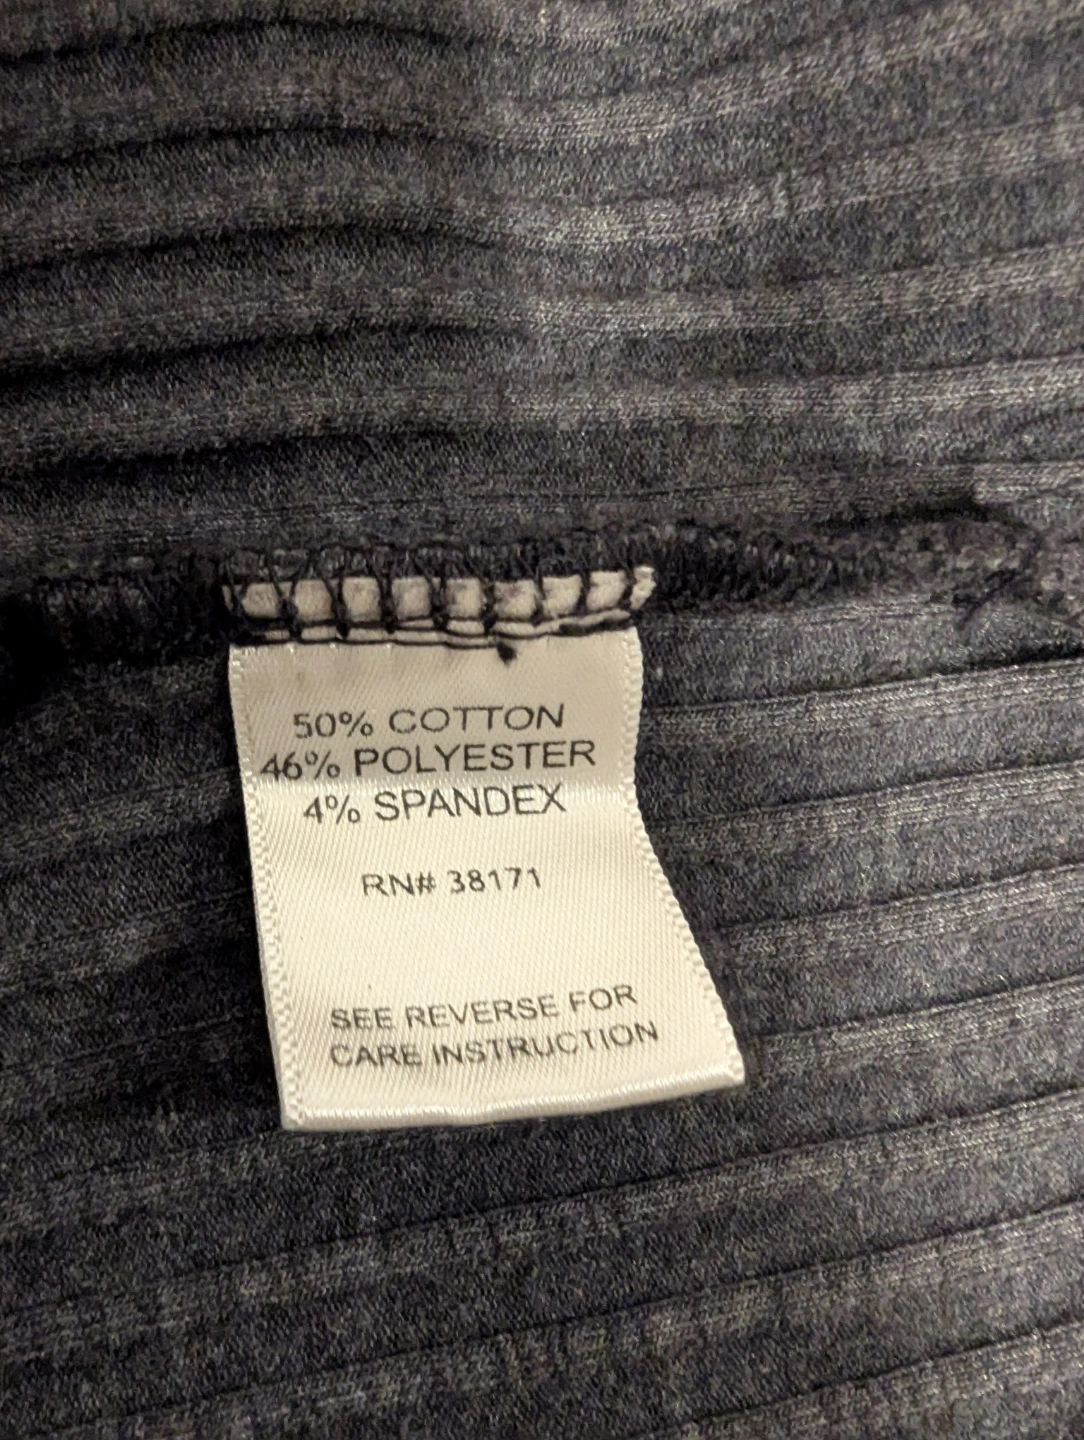 50% COTTON
46% POLYESTER
4% SPANDEX
RN# 38171
SEE REVERSE FOR
CARE INSTRUCTION